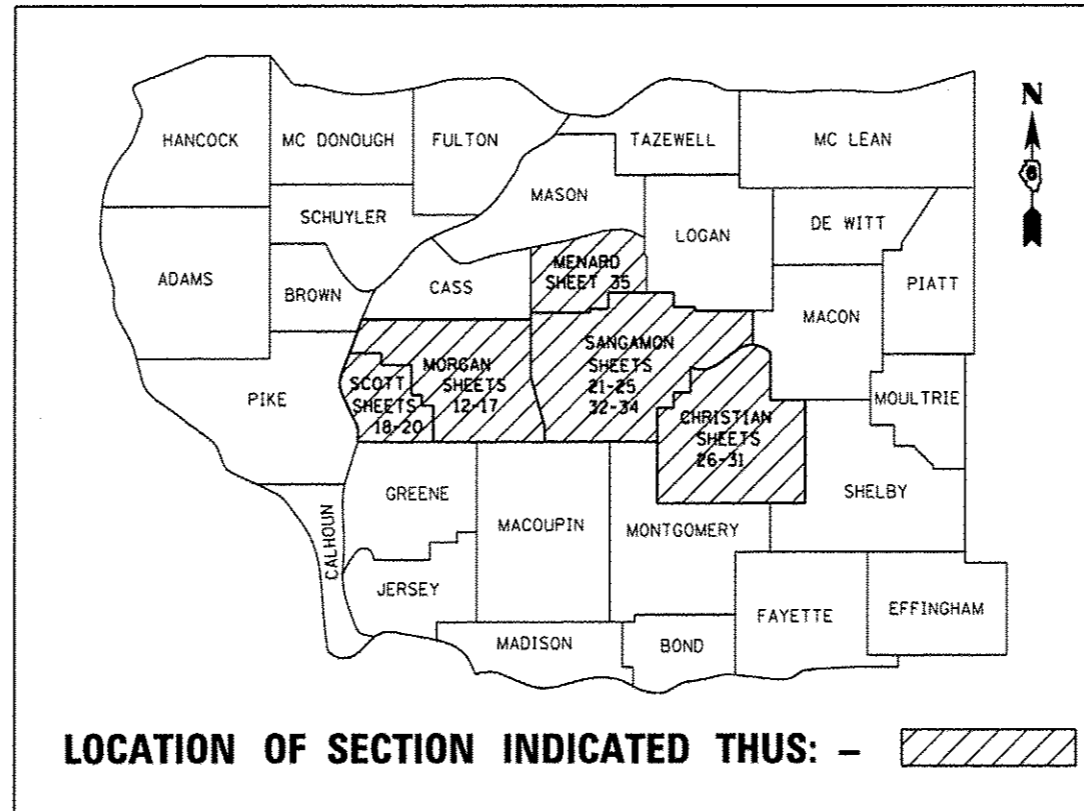 HANCOCK
MC DONOUGH
FULTON
TAZEWELL
MC LEAN
N
6
MASON
SCHUYLER
LOGAN
DE WITT
ADAMS
BROWN
CASS
MENARD
SHEET 35
PIATT
MACON
SANGAMON
SHEETS
21-25
32-34
MORGAN
SHEETS
12-17
SCOTT
SHEETS
18-20
PIKE
MOULTRIE
CHRISTIAN
SHEETS
26-31
GREENE
SHELBY
MACOUPIN
MONTGOMERY
CALHOUN
JERSEY
FAYETTE
EFFINGHAM
MADISON
BOND
LOCATION OF SECTION INDICATED THUS: -